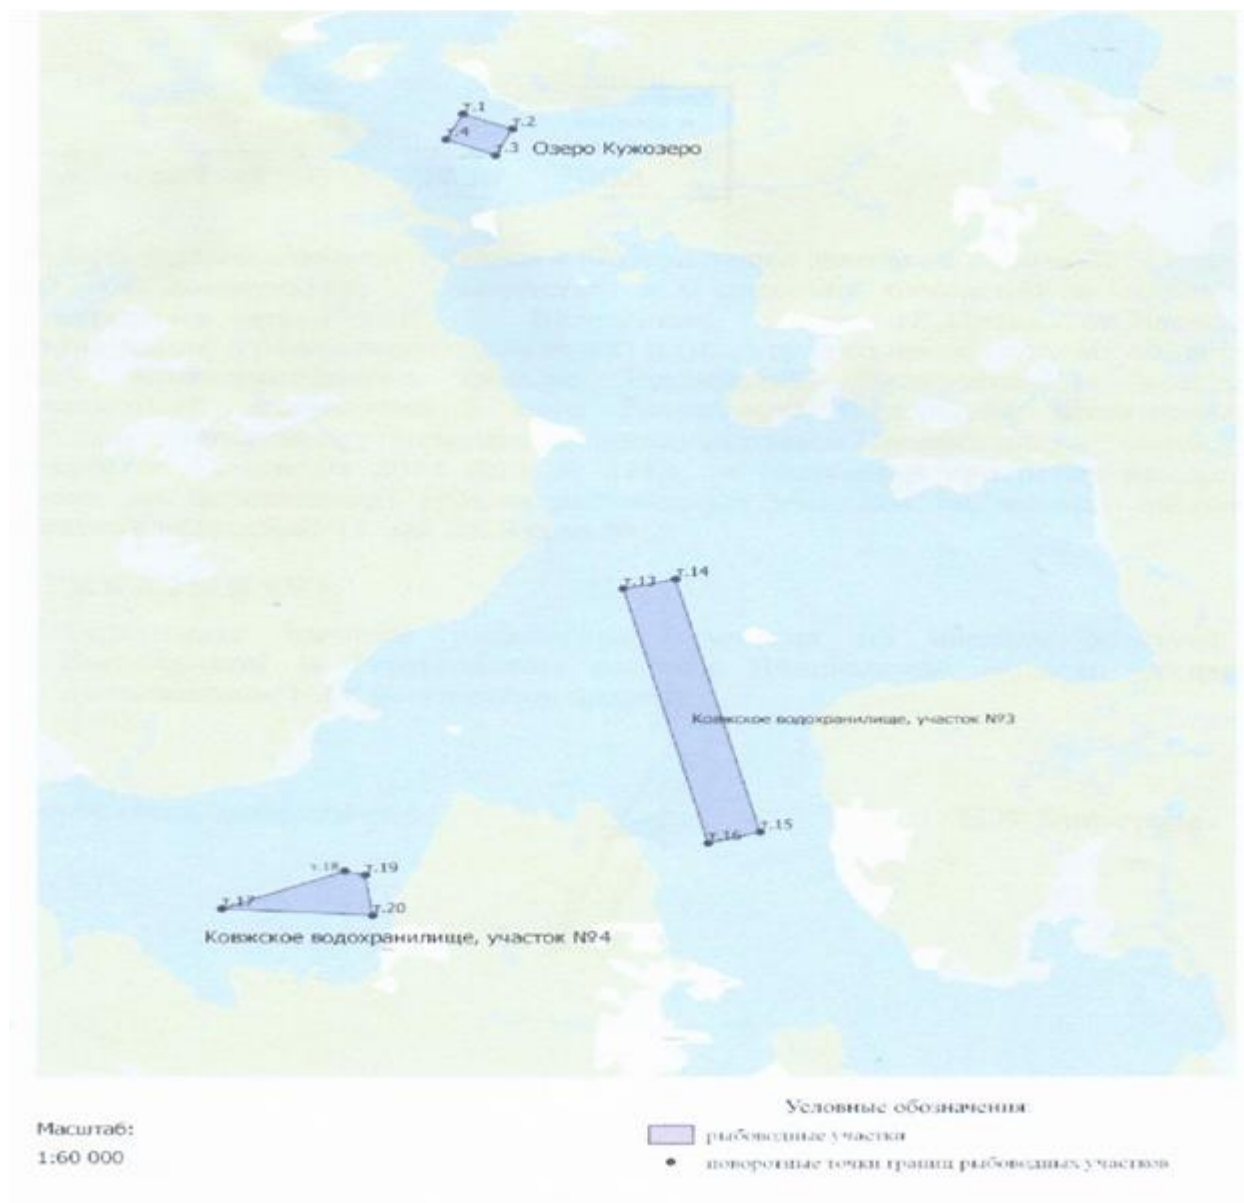 т.1
т.2
т.4
т.3 Озеро Кужозеро
т.13
т.14
Ковжское водохранилище, участок №3
т.16
т.15
т.18
т.19
т.17
т.20
Ковжское водохранилище, участок №4
Условные обозначения
Масштаб:
рыбоводные участка
1:60 000
поворотные точки границ рыбоводных участков